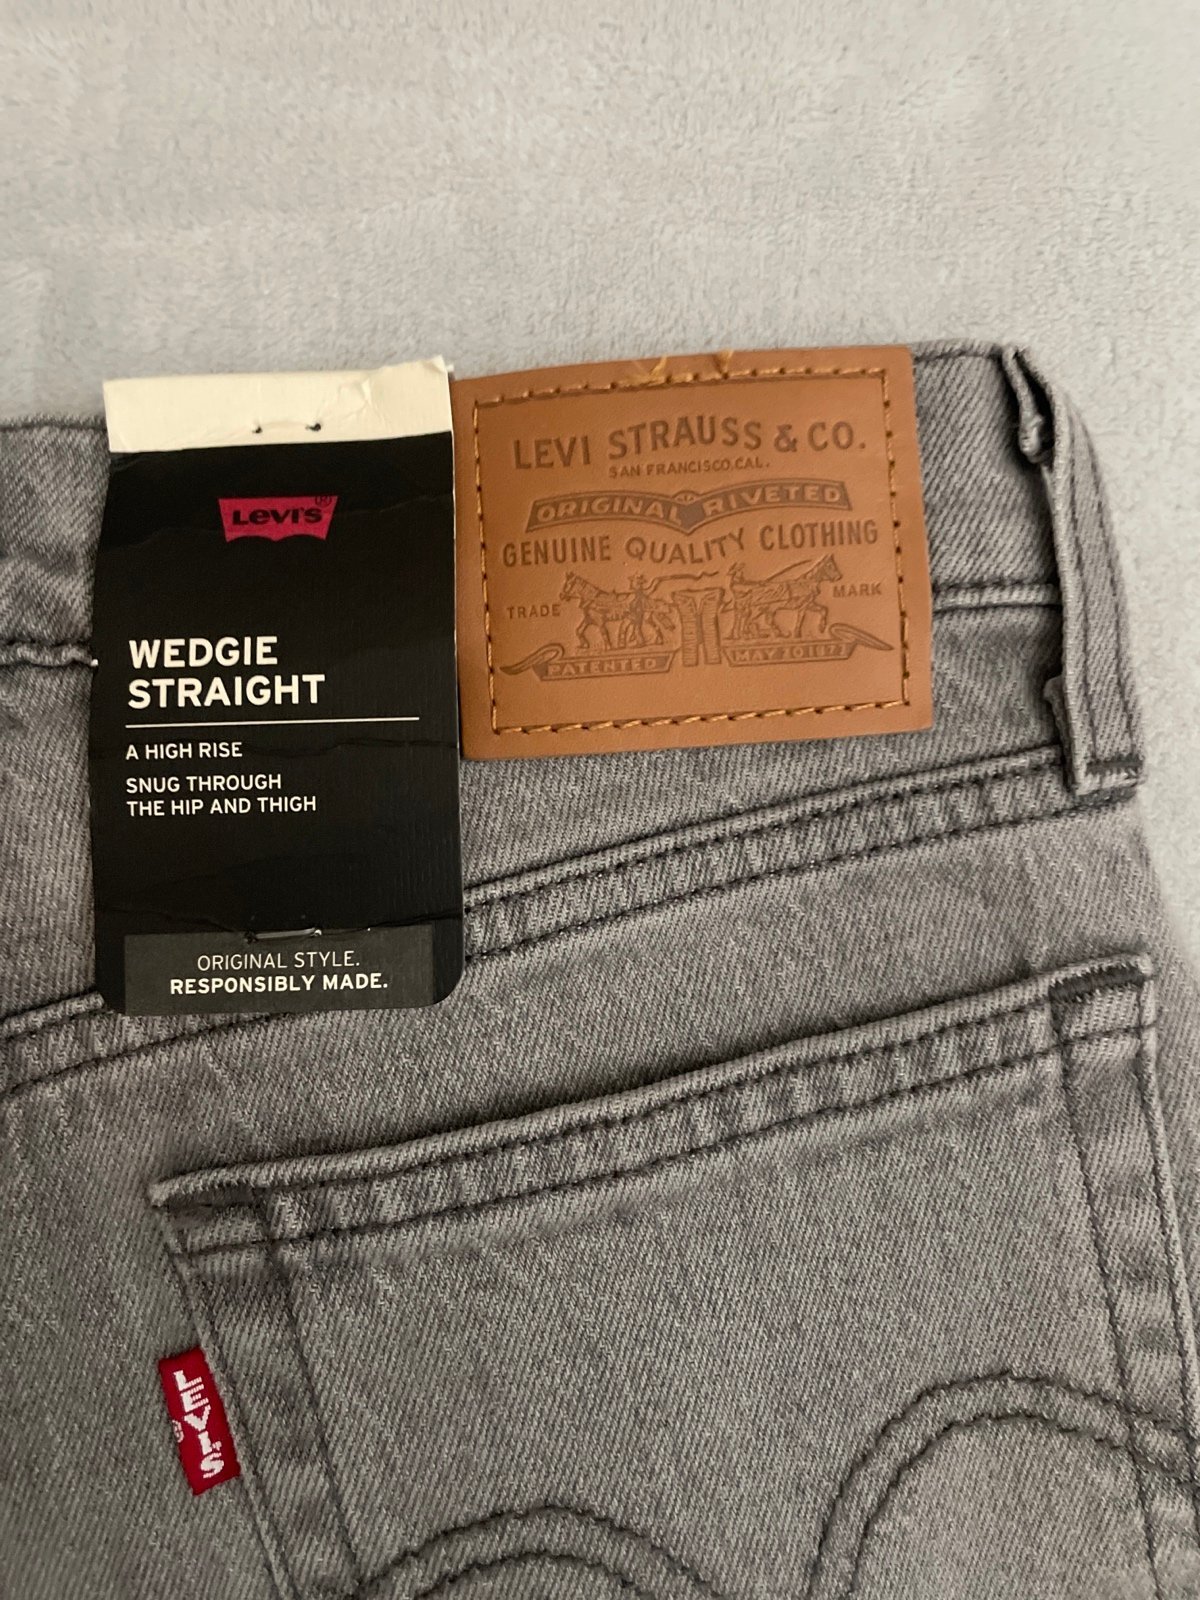 Levi's®
WEDGIE
STRAIGHT
A HIGH RISE
SNUG THROUGH
THE HIP AND THIGH
ORIGINAL STYLE.
RESPONSIBLY MADE.
LEVI STRAUSS & CO.
SAN FRANCISCO, CAL.
ORIGINAL RIVETED
GENUINE QUALITY CLOTHING
TRADE MARK
PATENTED MAY 20 1873
LEVI'S ®